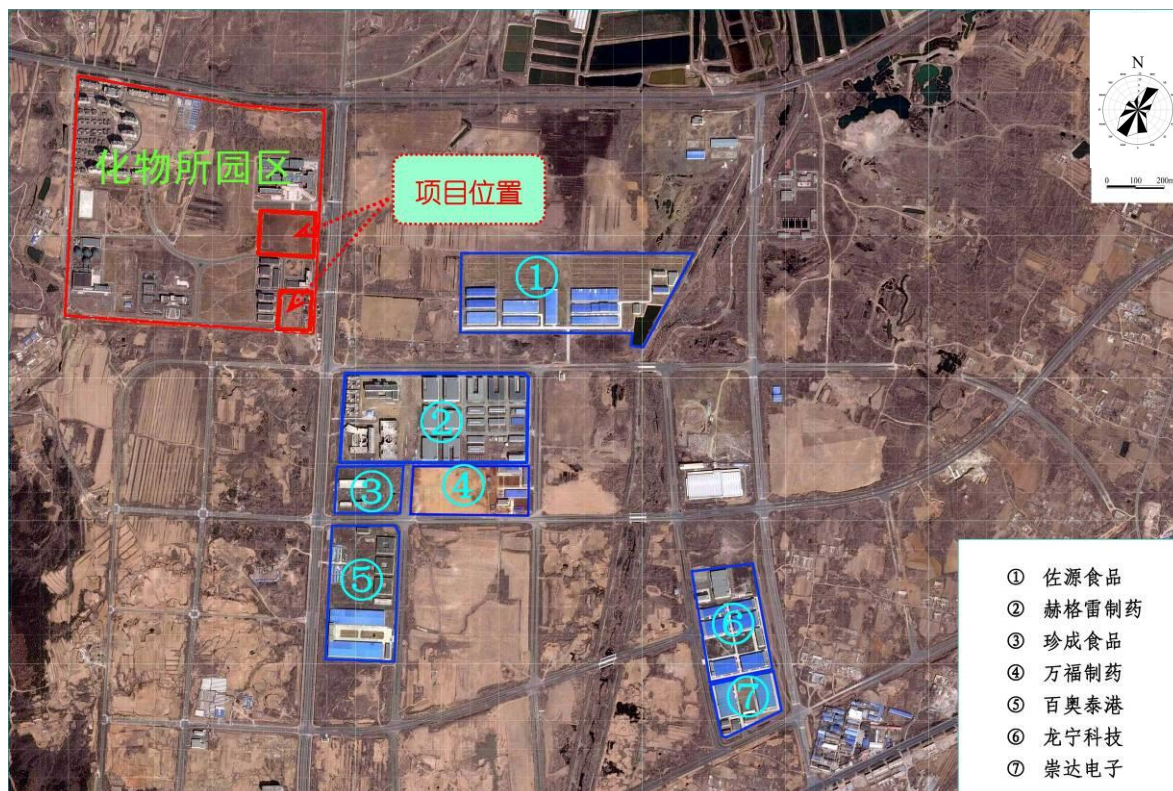 N
0 100 200m
化物所园区
项目位置
①
②
③
④
⑤
⑥
⑦
① 佐源食品
② 赫格雷制药
③ 珍成食品
④ 万福制药
⑤ 百奥泰港
⑥ 龙宁科技
⑦ 崇达电子